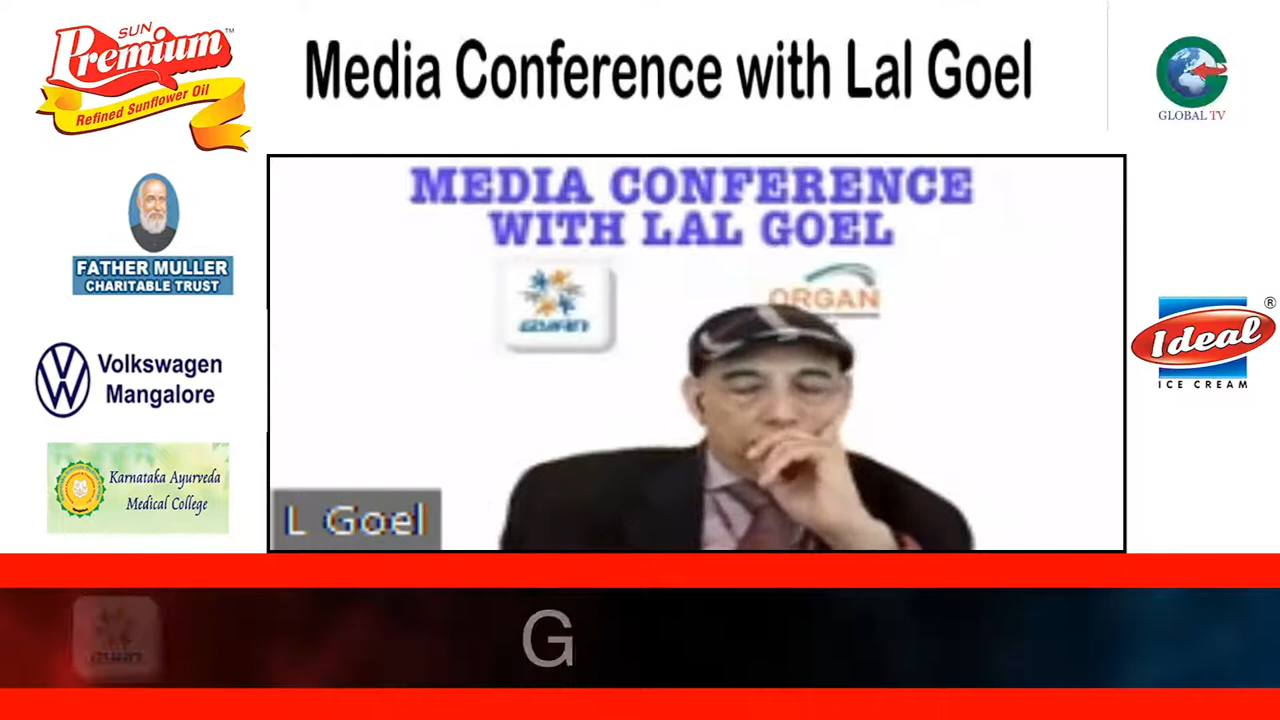 SUN
Premium™
Refined Sunflower Oil
Media Conference with Lal Goel
GLOBAL TV
FATHER MULLER
CHARITABLE TRUST
Volkswagen
Mangalore
Karnataka Ayurveda
Medical College
MEDIA CONFERENCE
WITH LAL GOEL
ORGAN
L Goel
Ideal®
ICE CREAM
G